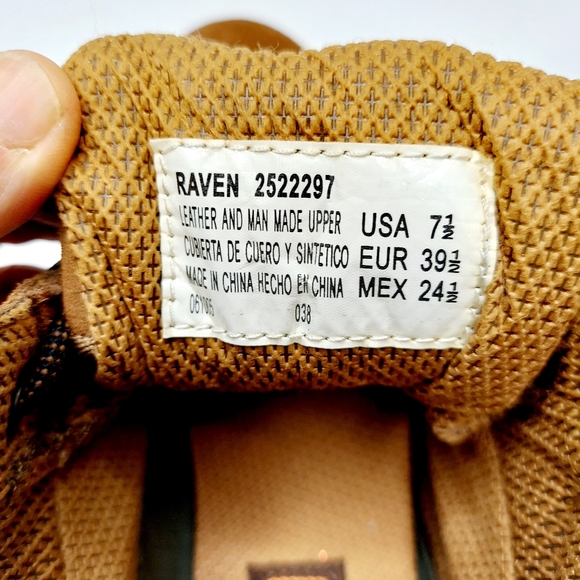 RAVEN 2522297
LEATHER AND MAN MADE UPPER
CUBIERTA DE CUERO Y SINTETICO
MADE IN CHINA HECHO EN CHINA
038
USA 7½
EUR 39½
MEX 24½